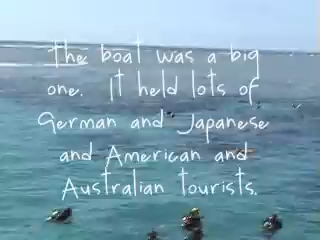 The boat was a big
one. It held lots of
German and Japanese
and American and
Australian tourists.